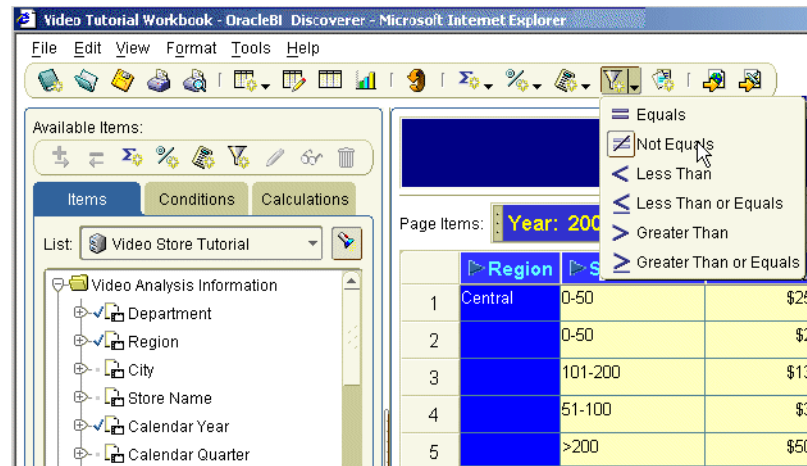 Video Tutorial Workbook - OracleBI Discoverer - Microsoft Internet Explorer
File Edit View Format Tools Help
Equals
Not Equals
Less Than
Less Than or Equals
Greater Than
Greater Than or Equals
Available Items:
Items Conditions Calculations
List: Video Store Tutorial
Video Analysis Information
Department
Region
City
Store Name
Calendar Year
Calendar Quarter
Page Items: Year:
Region
1 Central 0-50
2 0-50
3 101-200
4 51-100
5 >200